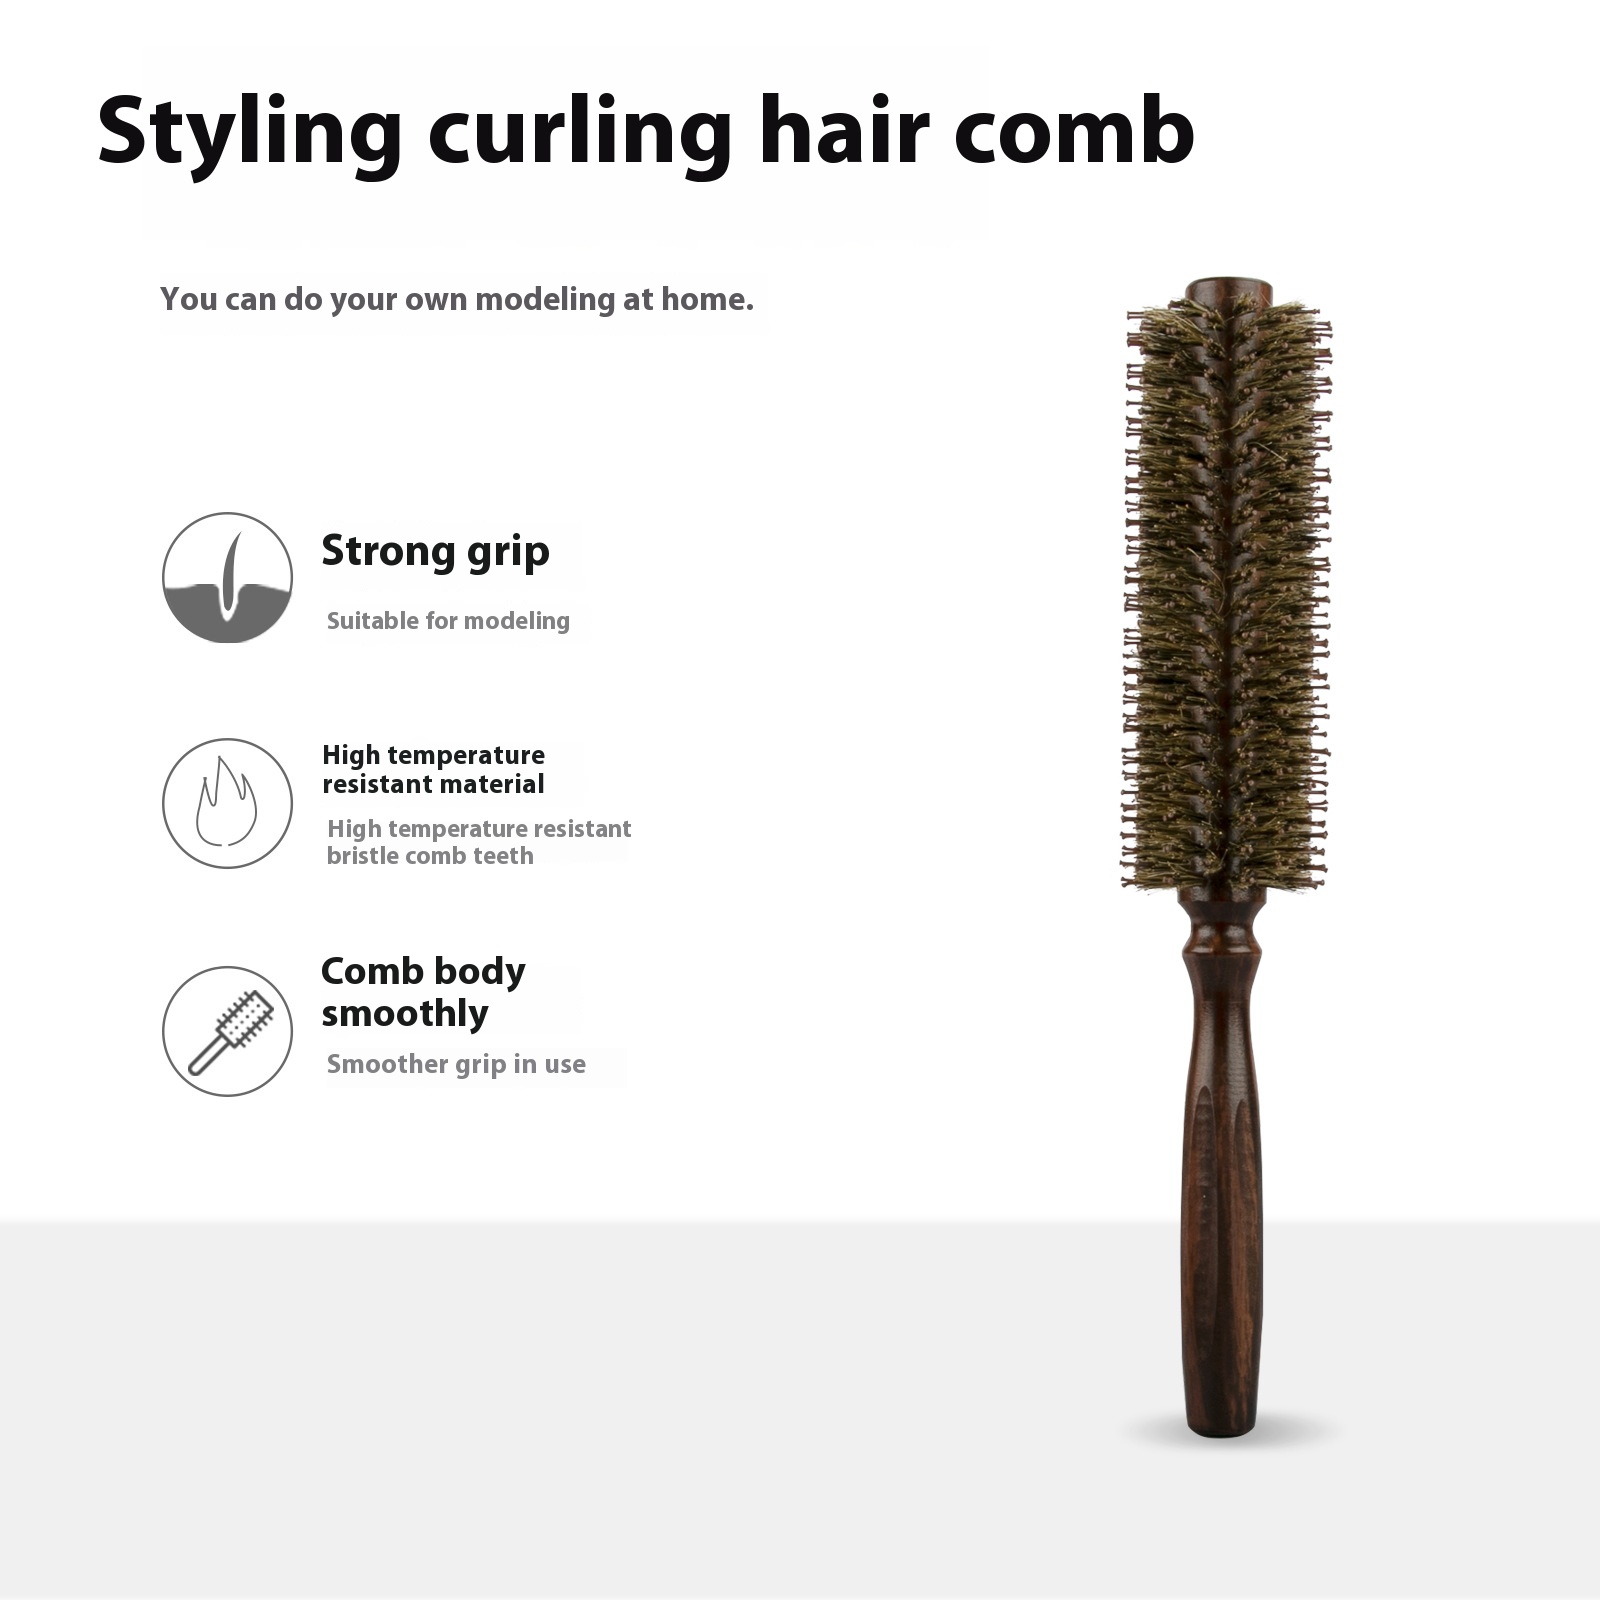 Styling curling hair comb
You can do your own modeling at home.
Strong grip
Suitable for modeling
High temperature
resistant material
High temperature resistant
bristle comb teeth
Comb body
smoothly
Smoother grip in use